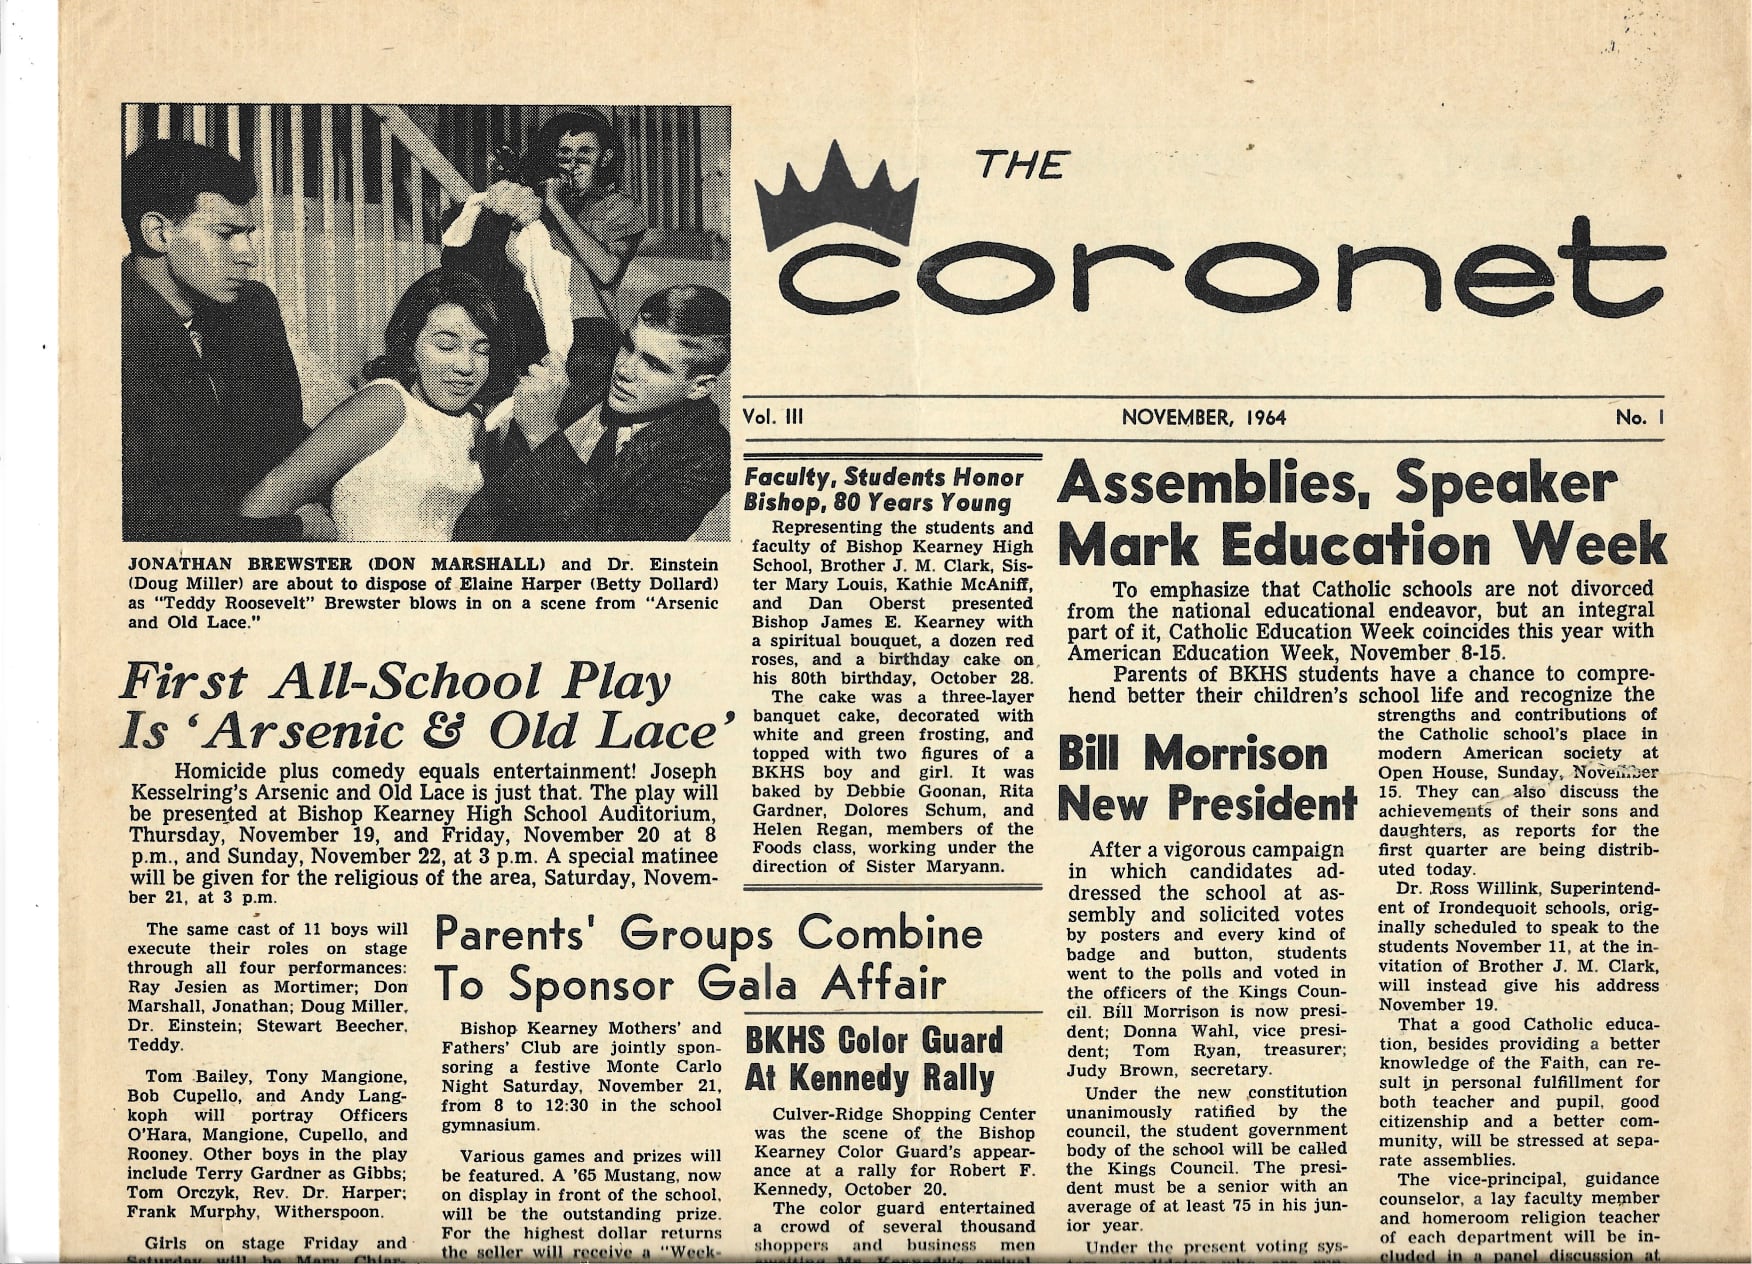 THE
coronet
Vol. III
NOVEMBER, 1964
No. 1
JONATHAN BREWSTER (DON MARSHALL) and Dr. Einstein
(Doug Miller) are about to dispose of Elaine Harper (Betty Dollard)
as "Teddy Roosevelt" Brewster blows in on a scene from "Arsenic
and Old Lace."
First All-School Play
Is 'Arsenic & Old Lace'
Homicide plus comedy equals entertainment! Joseph
Kesselring's Arsenic and Old Lace is just that. The play will
be presented at Bishop Kearney High School Auditorium,
Thursday, November 19, and Friday, November 20 at 8
p.m., and Sunday, November 22, at 3 p.m. A special matinee
will be given for the religious of the area, Saturday, Novem-
ber 21, at 3 p.m.
The same cast of 11 boys will
execute their roles on stage
through all four performances:
Ray Jesien as Mortimer; Don
Marshall, Jonathan; Doug Miller,
Dr. Einstein; Stewart Beecher,
Teddy.
Tom Bailey, Tony Mangione,
Bob Cupello, and Andy Lang-
koph will portray Officers
O'Hara, Mangione, Cupello, and
Rooney. Other boys in the play
include Terry Gardner as Gibbs;
Tom Orczyk, Rev. Dr. Harper;
Frank Murphy, Witherspoon.
Girls on stage Friday and
Saturday will be Mary Chiar-
Parents' Groups Combine
To Sponsor Gala Affair
Bishop Kearney Mothers' and
Fathers' Club are jointly spon-
soring a festive Monte Carlo
Night Saturday, November 21,
from 8 to 12:30 in the school
gymnasium.
Various games and prizes will
be featured. A '65 Mustang, now
on display in front of the school,
will be the outstanding prize.
For the highest dollar returns
the seller will receive a "Week-
Faculty, Students Honor
Bishop, 80 Years Young
Representing the students and
faculty of Bishop Kearney High
School, Brother J. M. Clark, Sis-
ter Mary Louis, Kathie McAniff,
and Dan Oberst presented
Bishop James E. Kearney with
a spiritual bouquet, a dozen red
roses, and a birthday cake on
his 80th birthday, October 28.
The cake was a three-layer
banquet cake, decorated with
white and green frosting, and
topped with two figures of a
BKHS boy and girl. It was
baked by Debbie Goonan, Rita
Gardner, Dolores Schum, and
Helen Regan, members of the
Foods class, working under the
direction of Sister Maryann.
BKHS Color Guard
At Kennedy Rally
Culver-Ridge Shopping Center
was the scene of the Bishop
Kearney Color Guard's appear-
ance at a rally for Robert F.
Kennedy, October 20.
The color guard entertained
a crowd of several thousand
shoppers and business men
awaiting Mr. Kennedy's arrival.
Assemblies, Speaker
Mark Education Week
To emphasize that Catholic schools are not divorced
from the national educational endeavor, but an integral
part of it, Catholic Education Week coincides this year with
American Education Week, November 8-15.
Parents of BKHS students have a chance to compre-
hend better their children's school life and recognize the
strengths and contributions of
the Catholic school's place in
modern American society at
Open House, Sunday, November
15. They can also discuss the
achievements of their sons and
daughters, as reports for the
first quarter are being distrib-
uted today.
Dr. Ross Willink, Superintend-
ent of Irondequoit schools, orig-
inally scheduled to speak to the
students November 11, at the in-
vitation of Brother J. M. Clark,
will instead give his address
November 19.
That a good Catholic educa-
tion, besides providing a better
knowledge of the Faith, can re-
sult in personal fulfillment for
both teacher and pupil, good
citizenship and a better com-
munity, will be stressed at sepa-
rate assemblies.
The vice-principal, guidance
counselor, a lay faculty member
and homeroom religion teacher
of each department will be in-
cluded in a panel discussion at
Bill Morrison
New President
After a vigorous campaign
in which candidates ad-
dressed the school at as-
sembly and solicited votes
by posters and every kind of
badge and button, students
went to the polls and voted in
the officers of the Kings Coun-
cil. Bill Morrison is now presi-
dent; Donna Wahl, vice presi-
dent; Tom Ryan, treasurer;
Judy Brown, secretary.
Under the new constitution
unanimously ratified by the
council, the student government
body of the school will be called
the Kings Council. The presi-
dent must be a senior with an
average of at least 75 in his jun-
ior year.
Under the present voting sys-